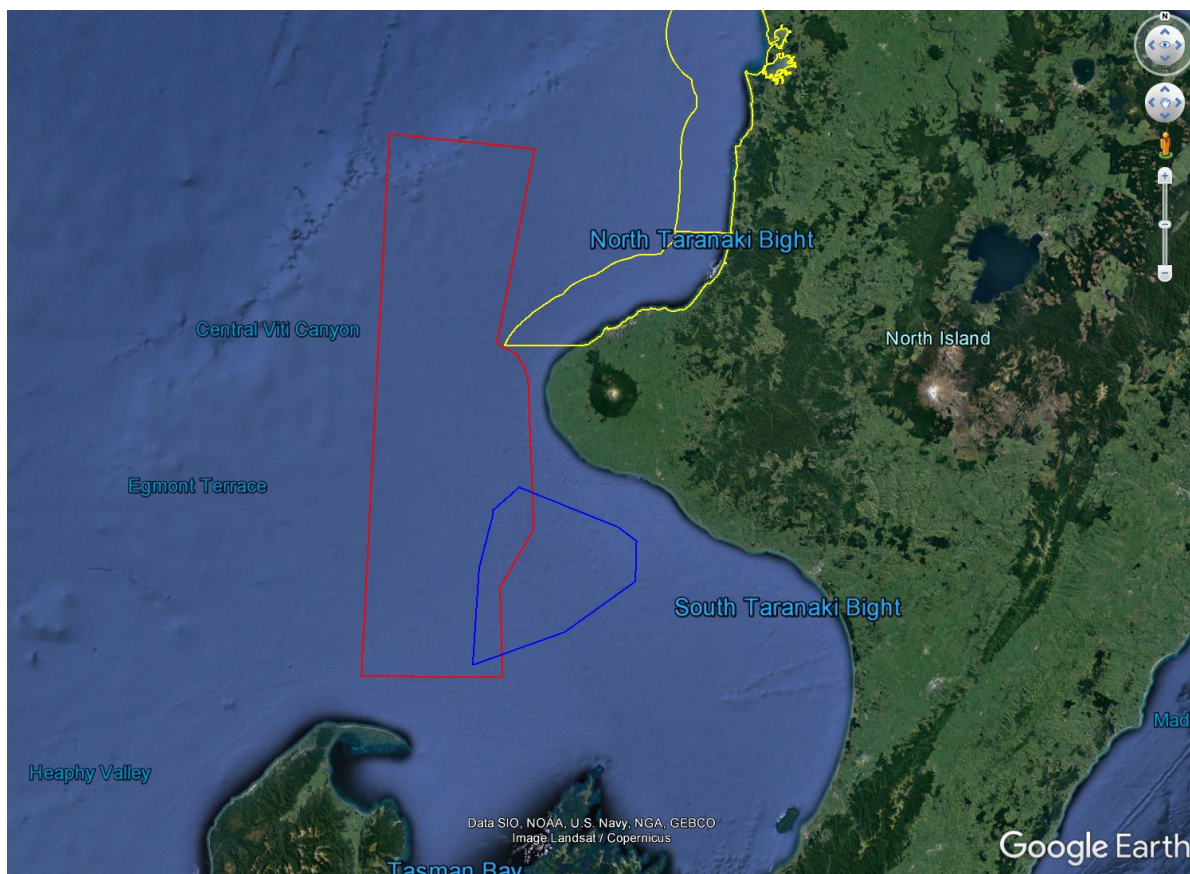 N
North Taranaki Bight
Central Viti Canyon
North Island
Egmont Terrace
South Taranaki Bight
Mad
Heaphy Valley
Data SIO, NOAA, U.S. Navy, NGA, GEBCO
Image Landsat / Copernicus
Google Earth
Tasman Bay